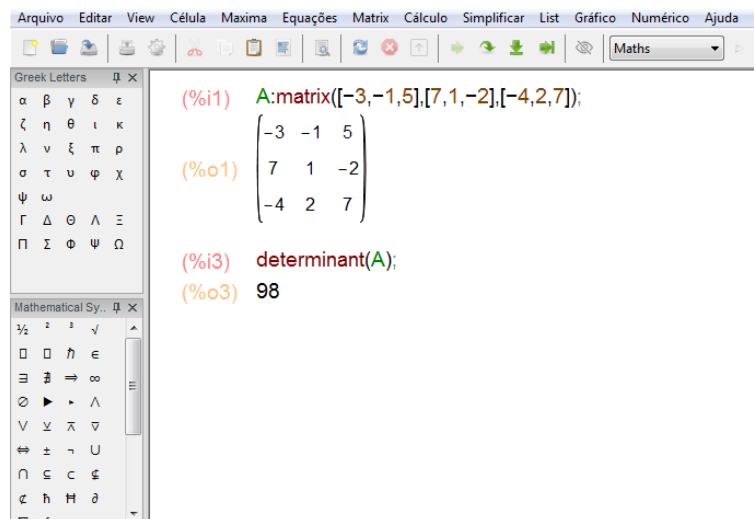 Arquivo Editar View Célula Maxima Equações Matrix Cálculo Simplificar List Gráfico Numérico Ajuda
Maths
Greek Letters
α β γ δ ε
ζ η θ ι κ
λ ν ξ π ρ
σ τ υ φ χ
ψ ω
Γ Δ Θ Λ Ξ
Π Σ Φ Ψ Ω
Mathematical Sy..
½ ² ³ √
ℏ ∈
∃ ∄ ⇒ ∞
∅ ▶ ▸ ∧
∨ ⊻ ⊼ ⊽
⇔ ± ¬ ∪
∩ ⊆ ⊂ ⊈
⊄ ħ Ħ ∂
(%i1) A:matrix([−3,−1,5],[7,1,−2],[−4,2,7]);
(%o1)
−3 −1 5
7 1 −2
−4 2 7
(%i3) determinant(A);
(%o3) 98